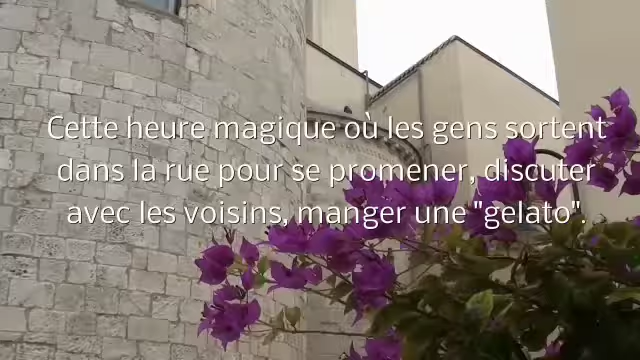 Cette heure magique où les gens sortent
dans la rue pour se promener, discuter
avec les voisins, manger une "gelato".